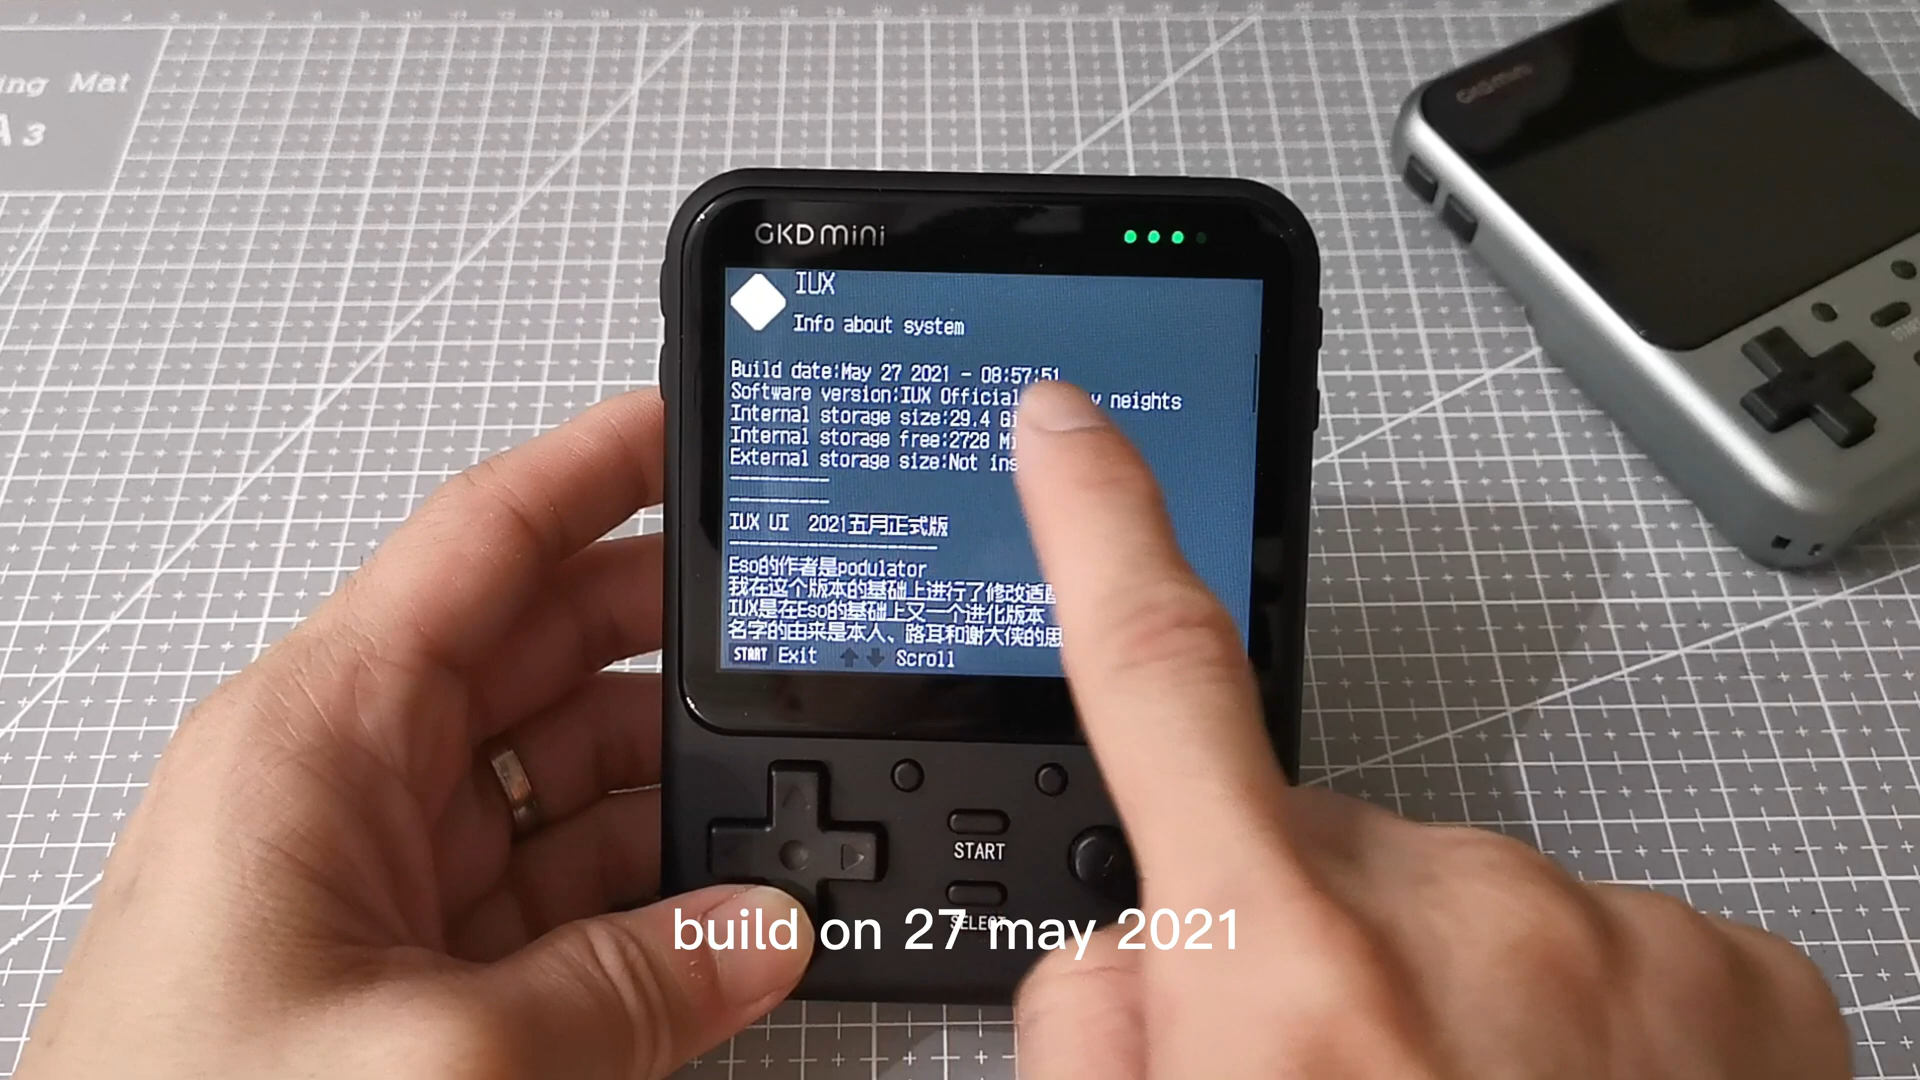 Mat
A3
GKD mini
GKD mini
IUX
Info about system
Build date:May 27 2021 - 08:57:51
Software version:IUX Official neights
Internal storage size:29.4
Internal storage free:2728
External storage size:Not
----------
----------
IUX UI 2021五月正式版
---------------------
Eso的作者是podulator
我在这个版本的基础上进行了修改适
IUX是在Eso的基础上又一个进化版本
名字的由来是本人、路耳和谢大侠的思
START Exit Scroll
START
SELECT
build on 27 may 2021